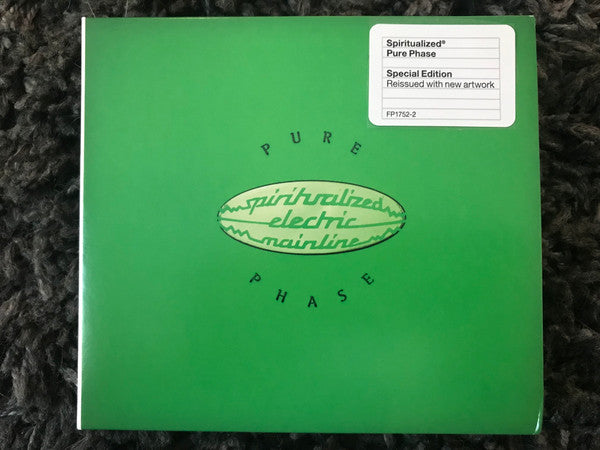 Spiritualized®
Pure Phase
Special Edition
Reissued with new artwork
FP1752-2
PURE
spiritualized
electric
mainline
PHASE